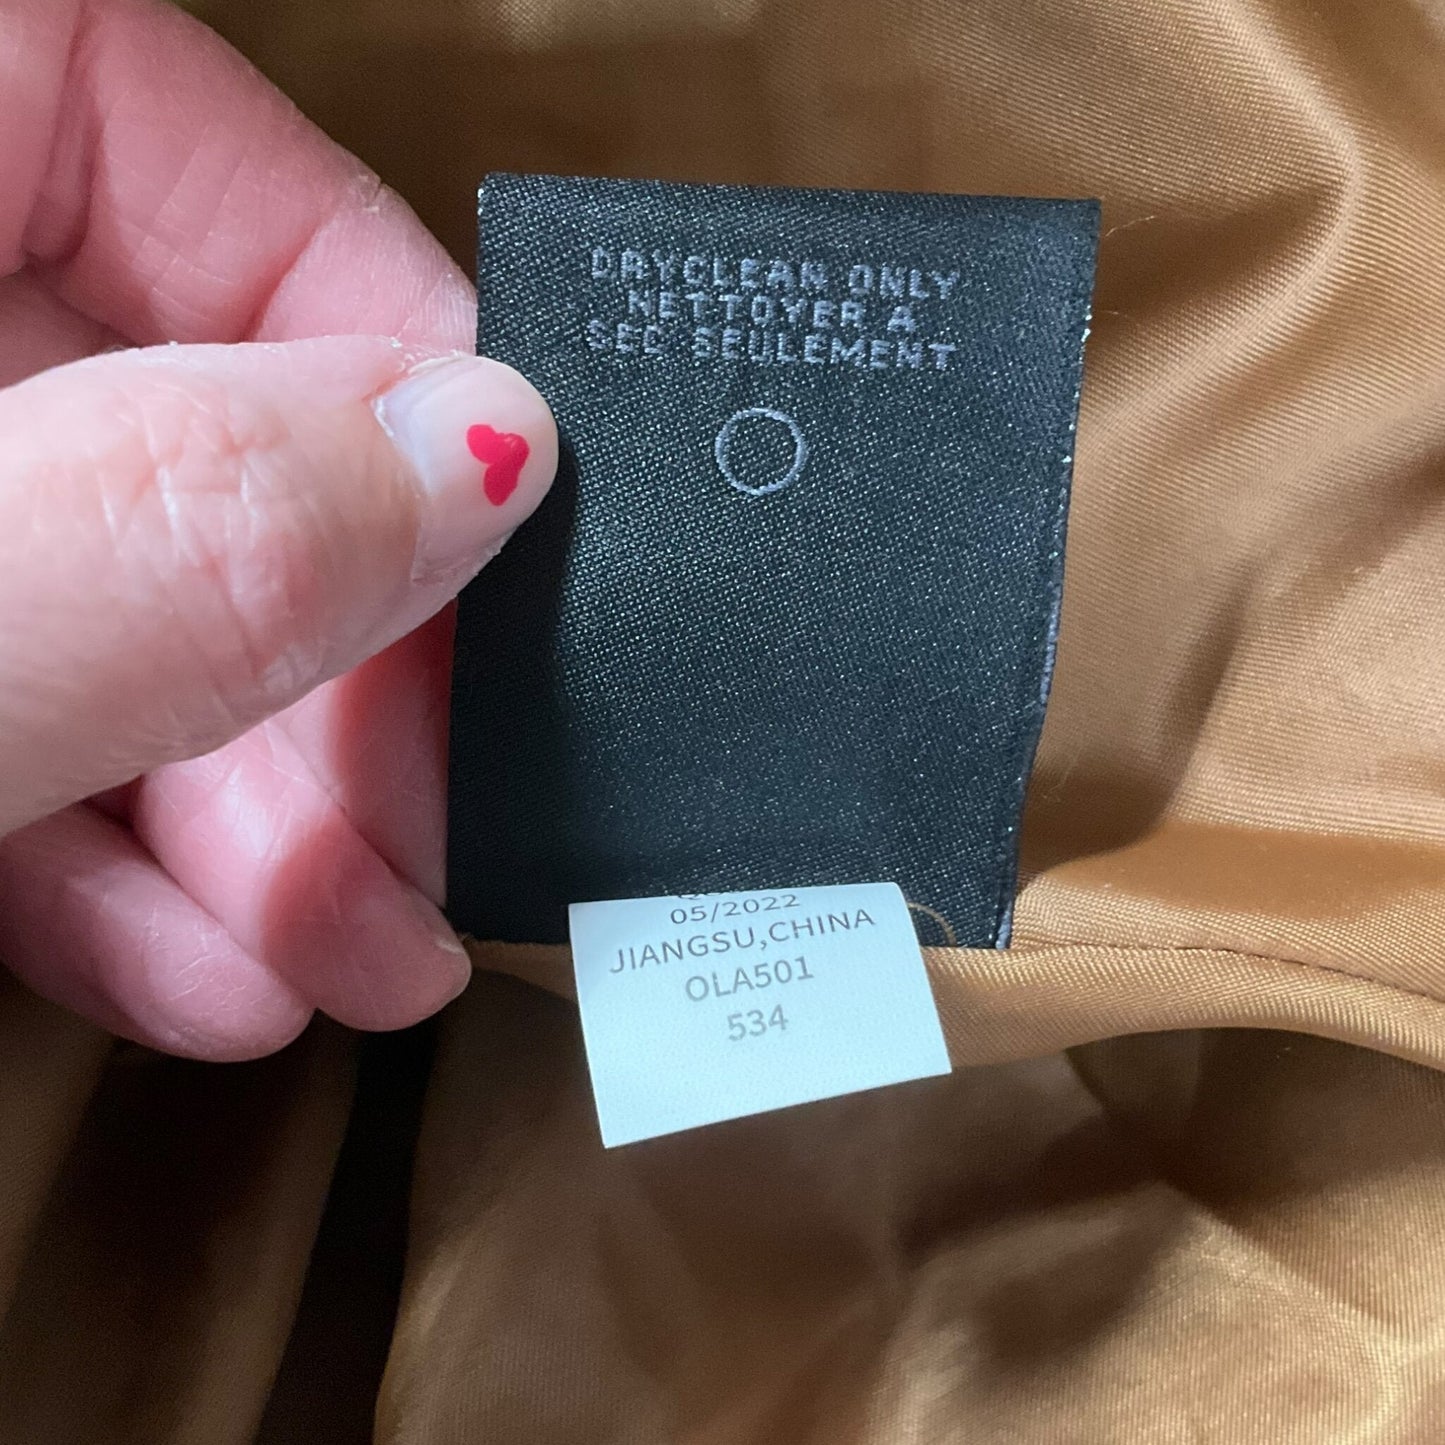 DRYCLEAN ONLY
NETTOYER A
SEC SEULEMENT
05/2022
JIANGSU,CHINA
OLA501
534